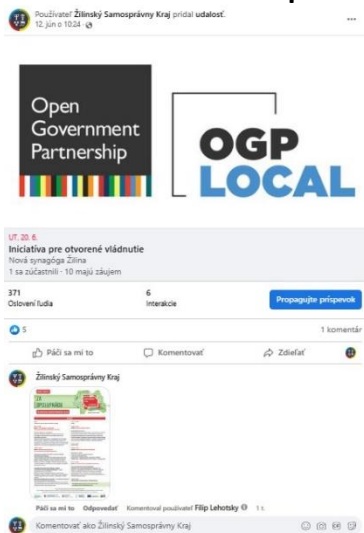 Používateľ Žilinský Samosprávny Kraj pridal udalosť.
12. jún o 10:24
Open
Government
Partnership
OGP
LOCAL
UT. 20. 6.
Iniciatíva pre otvorené vládnutie
Nová synagóga Žilina
1 sa zúčastnili · 10 majú záujem
371
Oslovení ľudia
6
Interakcie
Propagujte príspevok
5
1 komentár
Páči sa mi to
Komentovať
Zdieľať
Žilinský Samosprávny Kraj
ZA
Páči sa mi to Odpovedať Komentoval používateľ Filip Lehotsky 1 t.
Komentovať ako Žilinský Samosprávny Kraj